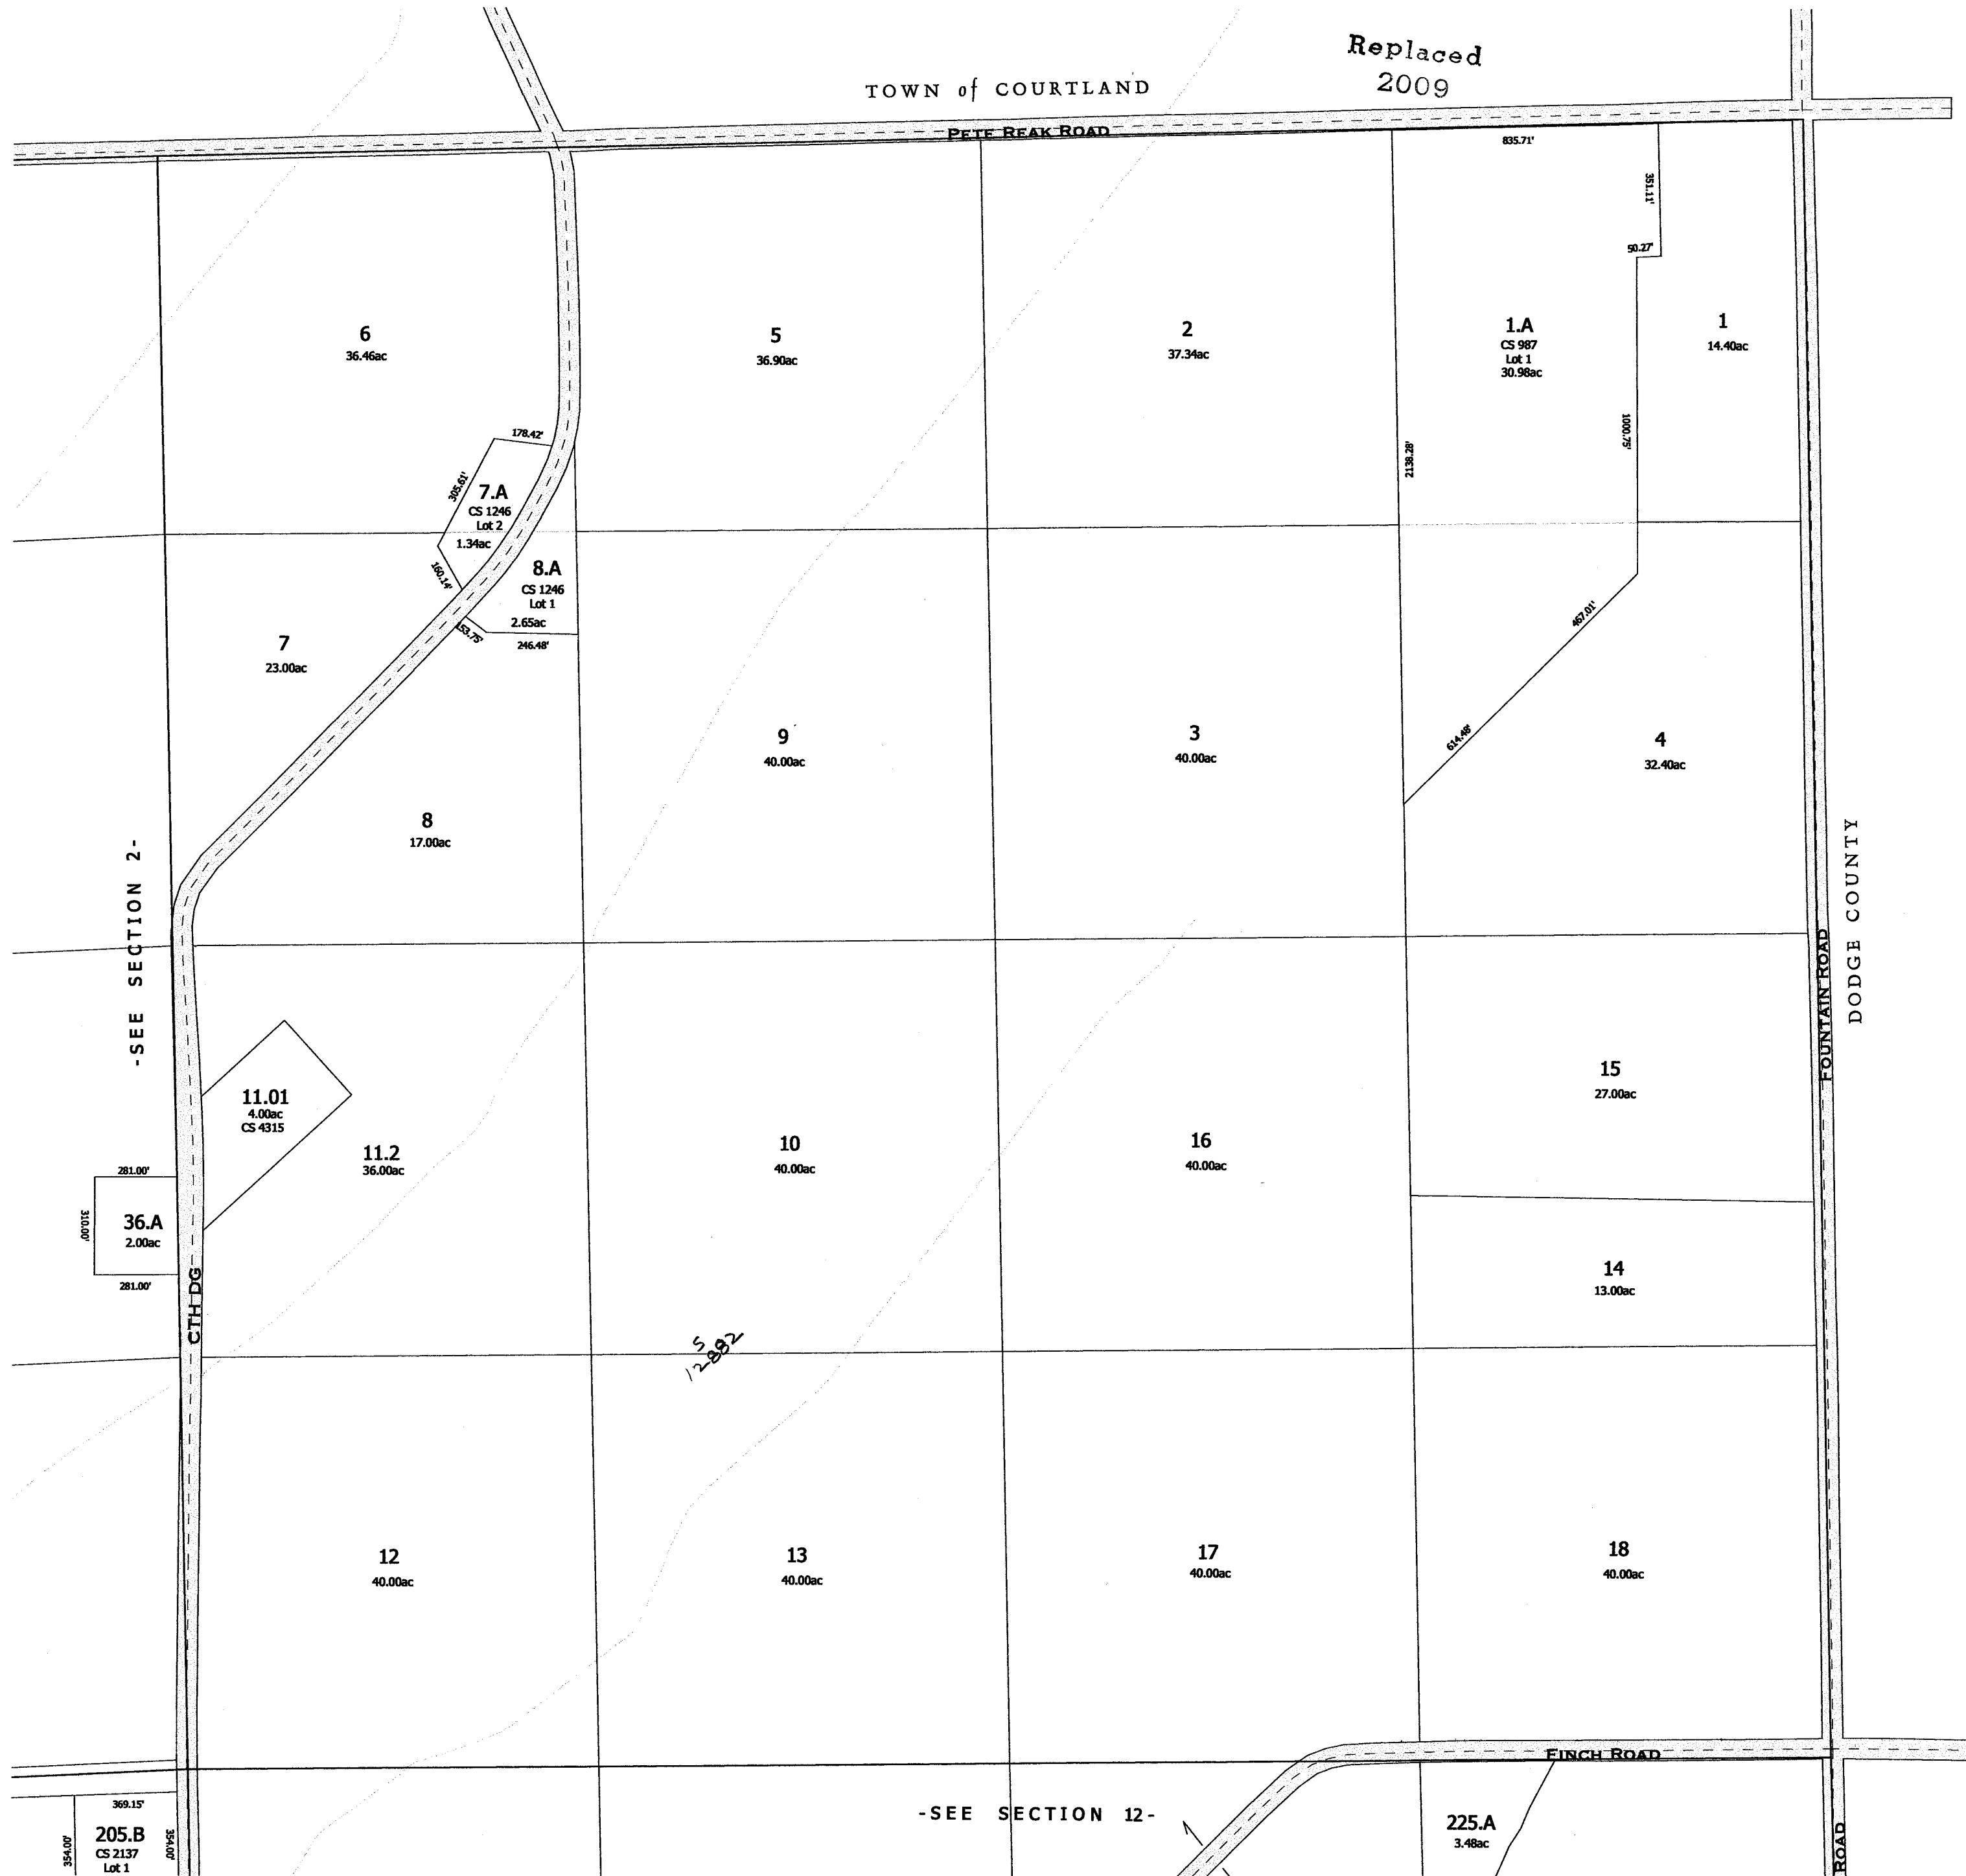 Replaced
2009
TOWN of COURTLAND
PETE REAK ROAD
835.71'
351.11'
50.27'
6
36.46ac
5
36.90ac
2
37.34ac
1.A
CS 987
Lot 1
30.98ac
1
14.40ac
178.42'
305.61'
7.A
CS 1246
Lot 2
1.34ac
160.14'
8.A
CS 1246
Lot 1
2.65ac
246.48'
2138.28'
1000.75'
467.01'
614.48'
7
23.00ac
9
40.00ac
3
40.00ac
4
32.40ac
8
17.00ac
-SEE SECTION 2-
DODGE COUNTY
FOUNTAIN ROAD
11.01
4.00ac
CS 4315
11.2
36.00ac
10
40.00ac
16
40.00ac
15
27.00ac
281.00'
310.00'
36.A
2.00ac
281.00'
CTH DG
14
13.00ac
12
40.00ac
13
40.00ac
17
40.00ac
18
40.00ac
FINCH ROAD
-SEE SECTION 12-
369.15'
354.00'
205.B
CS 2137
Lot 1
354.00'
225.A
3.48ac
ROAD